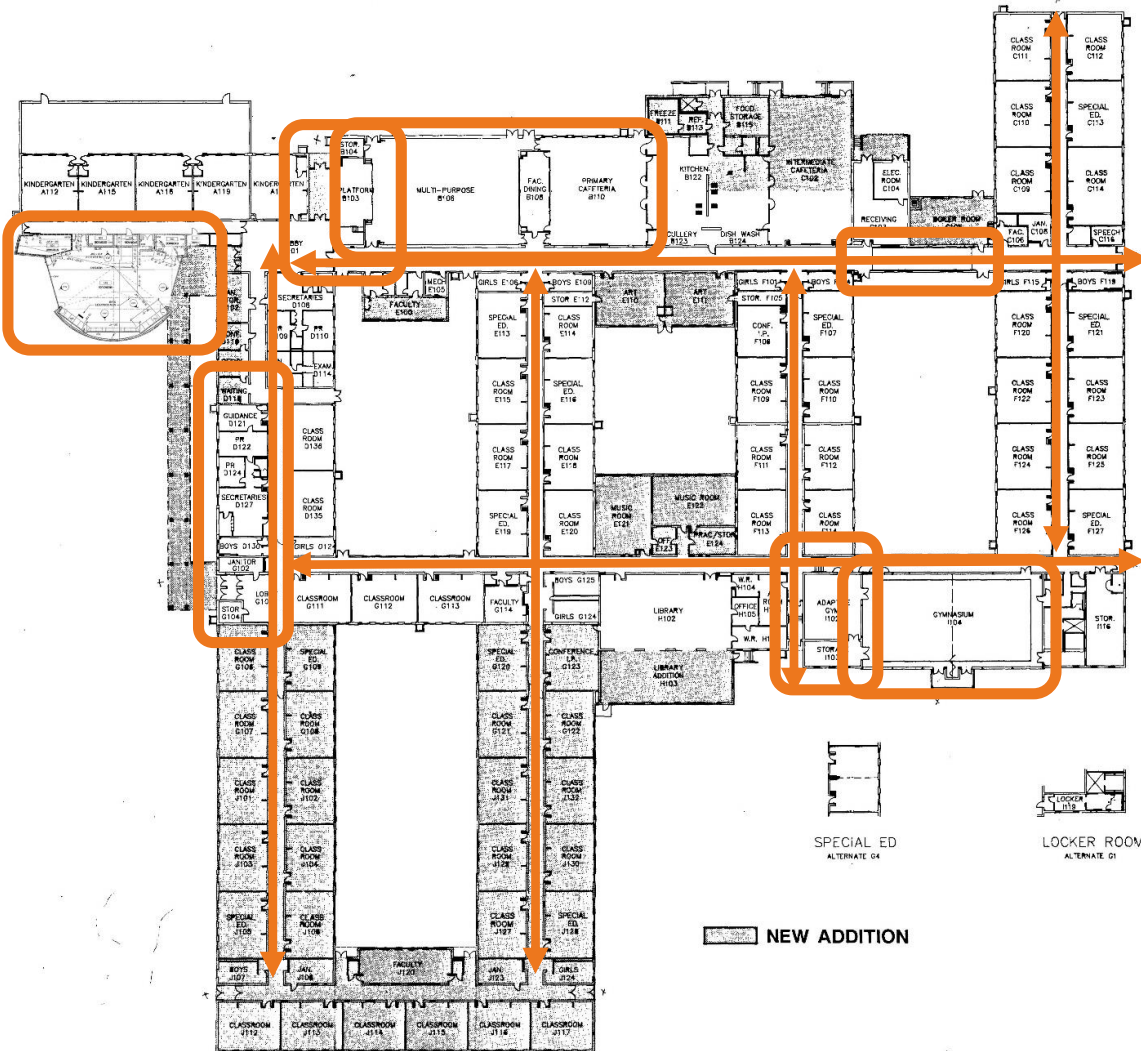 CLASS
ROOM
C111
CLASS
ROOM
C112
CLASS
ROOM
C110
SPECIAL
ED.
C113
CLASS
ROOM
C109
CLASS
ROOM
C114
FAC.
C106
JAN.
C108
SPEECH
C116
STOR.
B104
PLATFORM
B103
MULTI-PURPOSE
B106
FAC.
DINING
B108
PRIMARY
CAFETERIA
B110
FREEZE
B111
REF.
B113
FOOD
STORAGE
B115
KITCHEN
B122
INTERMEDIATE
CAFETERIA
C102
ELEC.
ROOM
C104
RECEIVING
BOILER ROOM
DISH WASH
B124
CULLERY
B123
KINDERGARTEN
A112
KINDERGARTEN
A115
KINDERGARTEN
A118
KINDERGARTEN
A119
SECRETARIES
D108
PR
D110
EXAM.
D114
WAITING
D118
GUIDANCE
D121
PR
D122
PR
D124
SECRETARIES
D127
BOYS D130
CLASS
ROOM
D136
CLASS
ROOM
D135
JANITOR
G102
STOR
G104
MECH
E105
FACULTY
E100
GIRLS E106
BOYS E109
STOR E112
SPECIAL
ED.
E113
CLASS
ROOM
E114
CLASS
ROOM
E115
SPECIAL
ED.
E116
CLASS
ROOM
E117
CLASS
ROOM
E118
SPECIAL
ED.
E119
CLASS
ROOM
E120
ART
E110
ART
E111
MUSIC
ROOM
E121
MUSIC ROOM
E122
OFF.
E123
PRAC/STOR
E124
GIRLS F101
STOR. F105
CONF.
I.P.
F106
SPECIAL
ED.
F107
CLASS
ROOM
F109
CLASS
ROOM
F110
CLASS
ROOM
F111
CLASS
ROOM
F112
CLASS
ROOM
F113
GIRLS F115
BOYS F119
CLASS
ROOM
F120
SPECIAL
ED.
F121
CLASS
ROOM
F122
CLASS
ROOM
F123
CLASS
ROOM
F124
CLASS
ROOM
F125
CLASS
ROOM
F126
SPECIAL
ED.
F127
CLASSROOM
G111
CLASSROOM
G112
CLASSROOM
G113
FACULTY
G114
BOYS G125
GIRLS G124
LIBRARY
H102
LIBRARY
ADDITION
H103
W.R.
H104
OFFICE
H105
GYMNASIUM
I104
STOR.
I116
CLASS
ROOM
G107
CLASS
ROOM
G108
SPECIAL
ED.
G120
CONFERENCE
I.P.
G123
CLASS
ROOM
G121
CLASS
ROOM
G122
CLASS
ROOM
J101
CLASS
ROOM
J102
CLASS
ROOM
J131
CLASS
ROOM
J132
CLASS
ROOM
J103
CLASS
ROOM
J104
CLASS
ROOM
CLASS
ROOM
J130
SPECIAL
ED.
J105
CLASS
ROOM
CLASS
ROOM
J127
SPECIAL
ED.
BOYS
J107
JAN.
FACULTY
J120
JAN.
J123
GIRLS
J124
CLASSROOM
J112
CLASSROOM
J113
CLASSROOM
J114
CLASSROOM
J115
CLASSROOM
J116
CLASSROOM
J117
SPECIAL ED
ALTERNATE G4
LOCKER
I119
LOCKER ROOM
ALTERNATE G1
NEW ADDITION